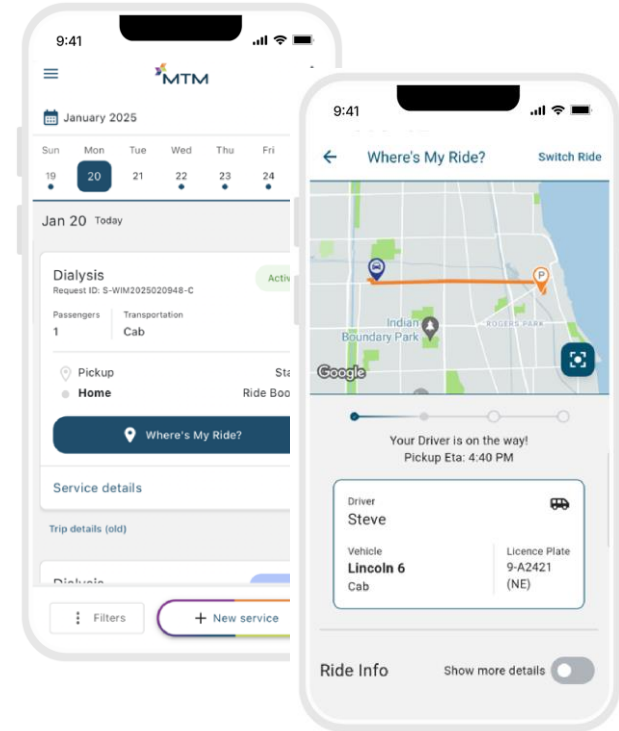 9:41
MTM
January 2025
Sun Mon Tue Wed Thu Fri
19 20 21 22 23 24
Jan 20 Today
Dialysis
Request ID: S-WIM2025020948-C
Passengers Transportation
1 Cab
Pickup
Home
Where's My Ride?
Service details
Trip details (old)
Filters
+ New service
9:41
Where's My Ride? Switch Ride
P
Indian
Boundary Park
ROGERS PARK
Google
Your Driver is on the way!
Pickup Eta: 4:40 PM
Driver
Steve
Vehicle Licence Plate
Lincoln 6 9-A2421
Cab (NE)
Ride Info Show more details